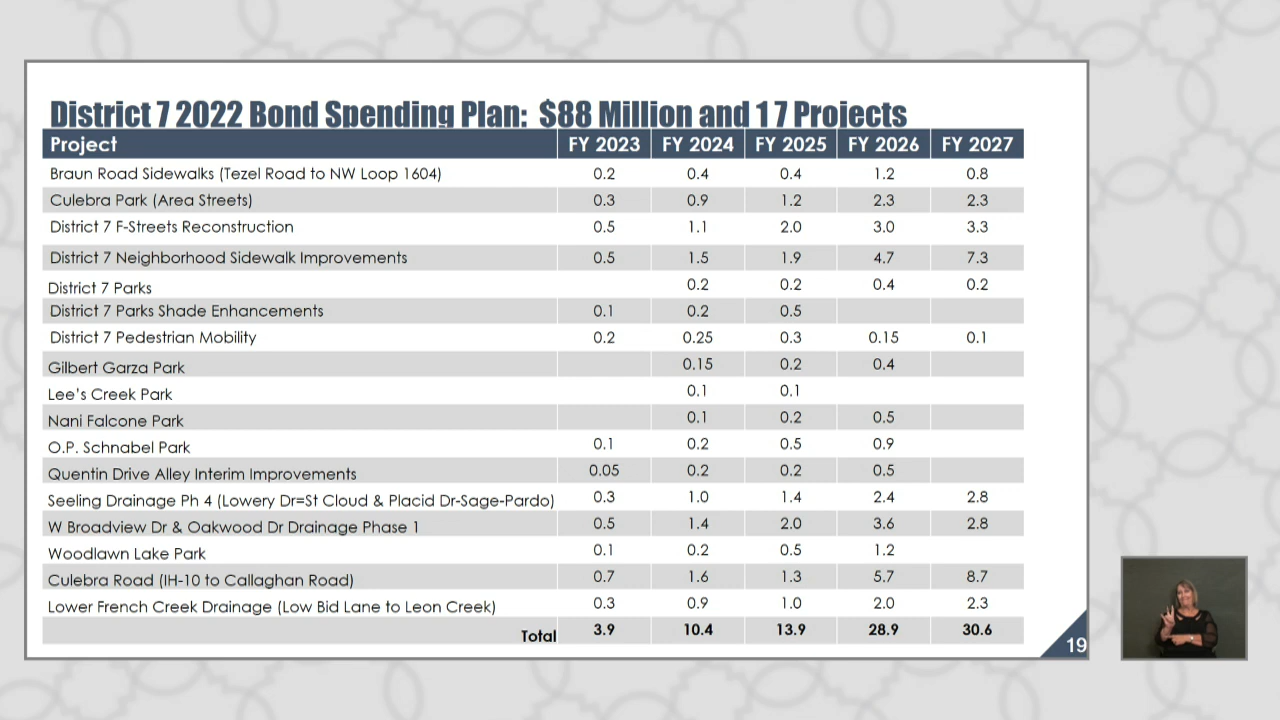 District 7 2022 Bond Spending Plan: $88 Million and 17 Projects
Project FY 2023 FY 2024 FY 2025 FY 2026 FY 2027
Braun Road Sidewalks (Tezel Road to NW Loop 1604) 0.2 0.4 0.4 1.2 0.8
Culebra Park (Area Streets) 0.3 0.9 1.2 2.3 2.3
District 7 F-Streets Reconstruction 0.5 1.1 2.0 3.0 3.3
District 7 Neighborhood Sidewalk Improvements 0.5 1.5 1.9 4.7 7.3
District 7 Parks 0.2 0.2 0.4 0.2
District 7 Parks Shade Enhancements 0.1 0.2 0.5
District 7 Pedestrian Mobility 0.2 0.25 0.3 0.15 0.1
Gilbert Garza Park 0.15 0.2 0.4
Lee's Creek Park 0.1 0.1
Nani Falcone Park 0.1 0.2 0.5
O.P. Schnabel Park 0.1 0.2 0.5 0.9
Quentin Drive Alley Interim Improvements 0.05 0.2 0.2 0.5
Seeling Drainage Ph 4 (Lowery Dr=St Cloud & Placid Dr-Sage-Pardo) 0.3 1.0 1.4 2.4 2.8
W Broadview Dr & Oakwood Dr Drainage Phase 1 0.5 1.4 2.0 3.6 2.8
Woodlawn Lake Park 0.1 0.2 0.5 1.2
Culebra Road (IH-10 to Callaghan Road) 0.7 1.6 1.3 5.7 8.7
Lower French Creek Drainage (Low Bid Lane to Leon Creek) 0.3 0.9 1.0 2.0 2.3
Total 3.9 10.4 13.9 28.9 30.6
19